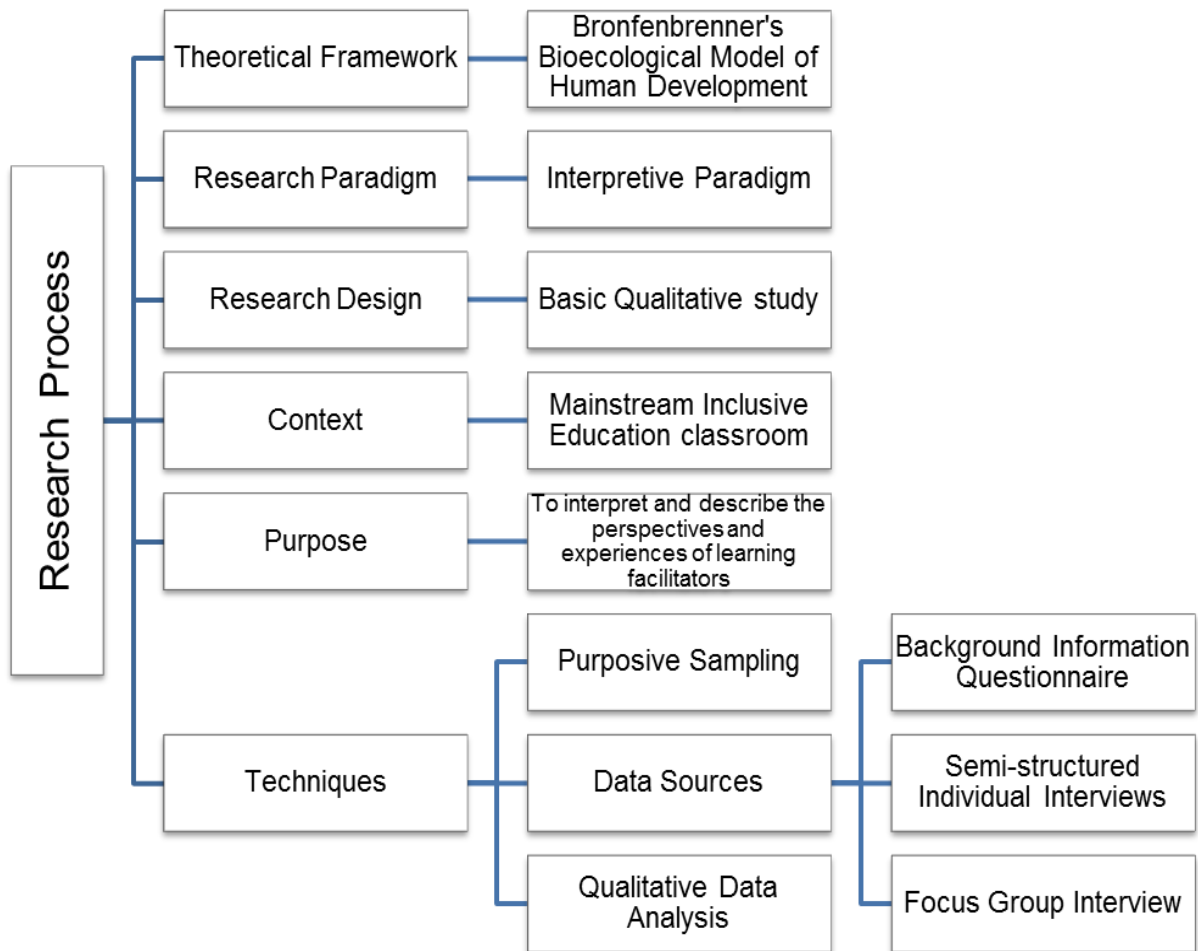 Research Process
Theoretical Framework
Bronfenbrenner's
Bioecological Model of
Human Development
Research Paradigm
Interpretive Paradigm
Research Design
Basic Qualitative study
Context
Mainstream Inclusive
Education classroom
Purpose
To interpret and describe the
perspectives and
experiences of learning
facilitators
Techniques
Purposive Sampling
Data Sources
Background Information
Questionnaire
Semi-structured
Individual Interviews
Focus Group Interview
Qualitative Data
Analysis